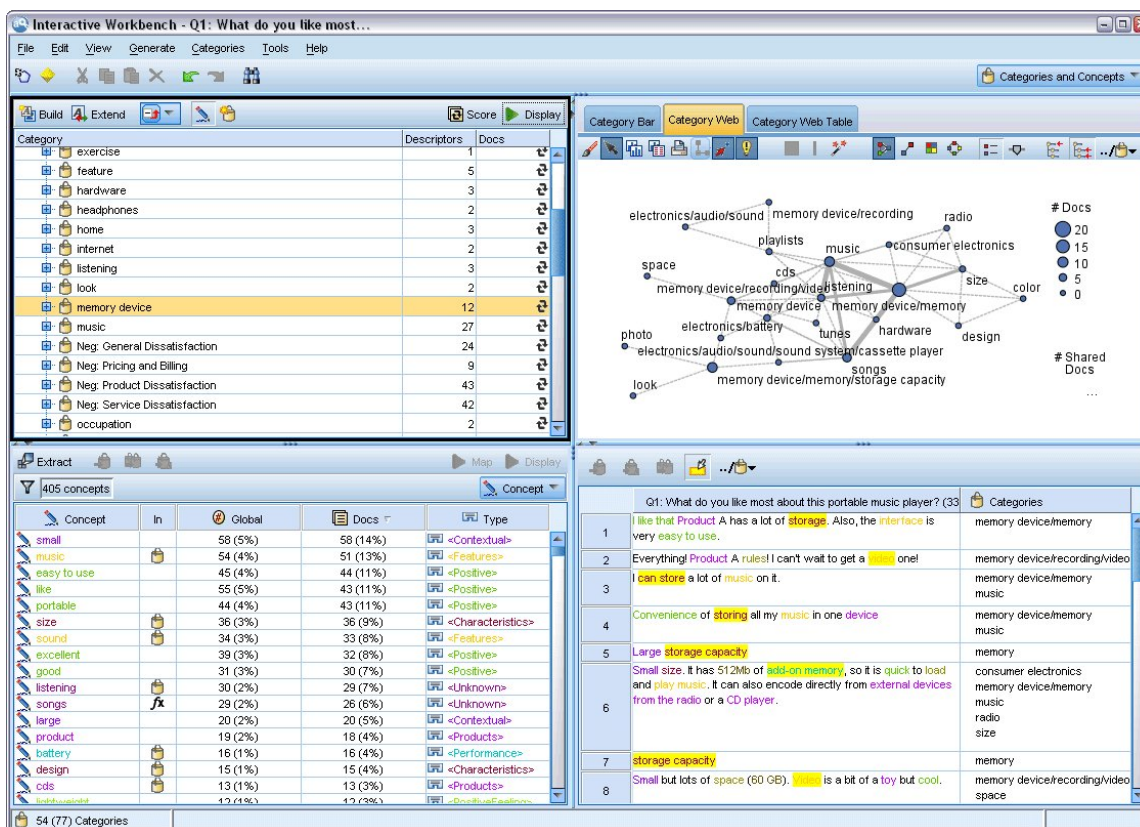 Interactive Workbench - Q1: What do you like most...
File Edit View Generate Categories Tools Help
Categories and Concepts
Build Extend Score Display
Category Descriptors Docs
exercise 1
feature 5
hardware 3
headphones 2
home 3
internet 2
listening 3
look 2
memory device 12
music 27
Neg: General Dissatisfaction 24
Neg: Pricing and Billing 9
Neg: Product Dissatisfaction 43
Neg: Service Dissatisfaction 42
occupation 2
Category Bar Category Web Category Web Table
../
electronics/audio/sound
memory device/recording
radio
playlists
music
consumer electronics
space
cds
size
memory device/recording/video
listening
color
memory device
memory device/memory
photo
electronics/battery
tunes
hardware
design
electronics/audio/sound/sound system/cassette player
songs
look
memory device/memory/storage capacity
# Docs
20
15
10
5
0
# Shared
Docs
...
Extract Map Display
405 concepts Concept
Concept In Global Docs Type
small 58 (5%) 58 (14%) <Contextual>
music 54 (4%) 51 (13%) <Features>
easy to use 45 (4%) 44 (11%) <Positive>
like 55 (5%) 43 (11%) <Positive>
portable 44 (4%) 43 (11%) <Positive>
size 36 (3%) 36 (9%) <Characteristics>
sound 34 (3%) 33 (8%) <Features>
excellent 39 (3%) 32 (8%) <Positive>
good 31 (3%) 30 (7%) <Positive>
listening 30 (2%) 29 (7%) <Unknown>
songs fx 29 (2%) 26 (6%) <Unknown>
large 20 (2%) 20 (5%) <Contextual>
product 19 (2%) 18 (4%) <Products>
battery 16 (1%) 16 (4%) <Performance>
design 15 (1%) 15 (4%) <Characteristics>
cds 13 (1%) 13 (3%) <Products>
lightweight 12 (1%) 12 (3%) <PositiveFeeling>
../
Q1: What do you like most about this portable music player? (33 Categories
1 I like that Product A has a lot of storage. Also, the interface is memory device/memory
very easy to use.
2 Everything! Product A rules! I can't wait to get a video one! memory device/recording/video
3 I can store a lot of music on it. memory device/memory
music
4 Convenience of storing all my music in one device memory device/memory
music
5 Large storage capacity memory
6 Small size. It has 512Mb of add-on memory, so it is quick to load consumer electronics
and play music. It can also encode directly from external devices memory device/memory
from the radio or a CD player. music
radio
size
7 storage capacity memory
8 Small but lots of space (60 GB). Video is a bit of a toy but cool. memory device/recording/video
space
54 (77) Categories